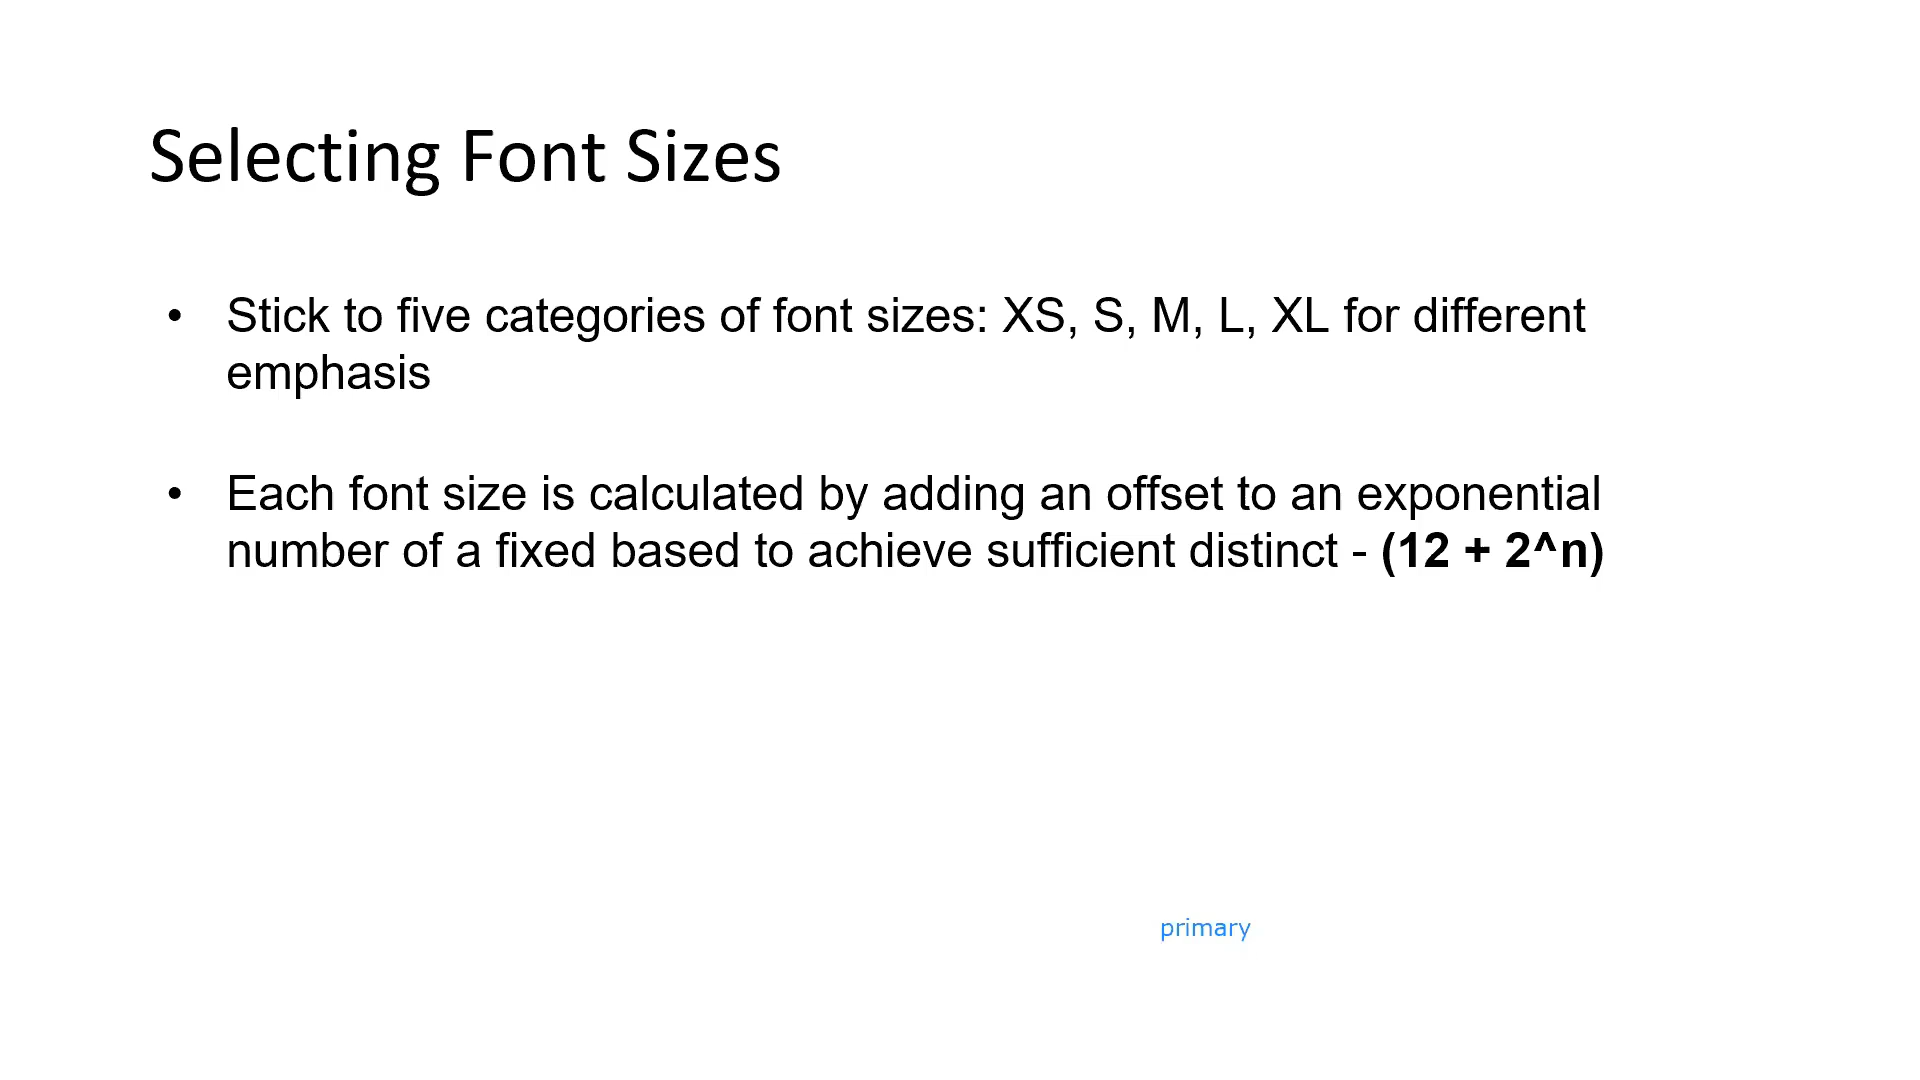 Selecting Font Sizes
• Stick to five categories of font sizes: XS, S, M, L, XL for different
emphasis
• Each font size is calculated by adding an offset to an exponential
number of a fixed based to achieve sufficient distinct - (12 + 2^n)
primary